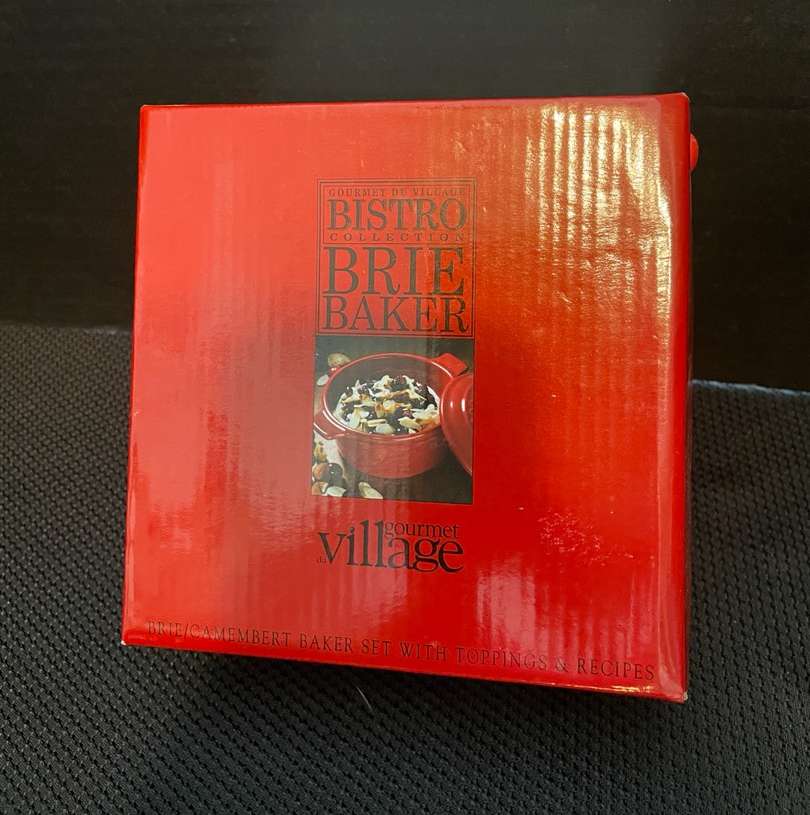 GOURMET DU VILLAGE
BISTRO
COLLECTION
BRIE
BAKER
gourmet
du village
BRIE/CAMEMBERT BAKER SET WITH TOPPINGS & RECIPES